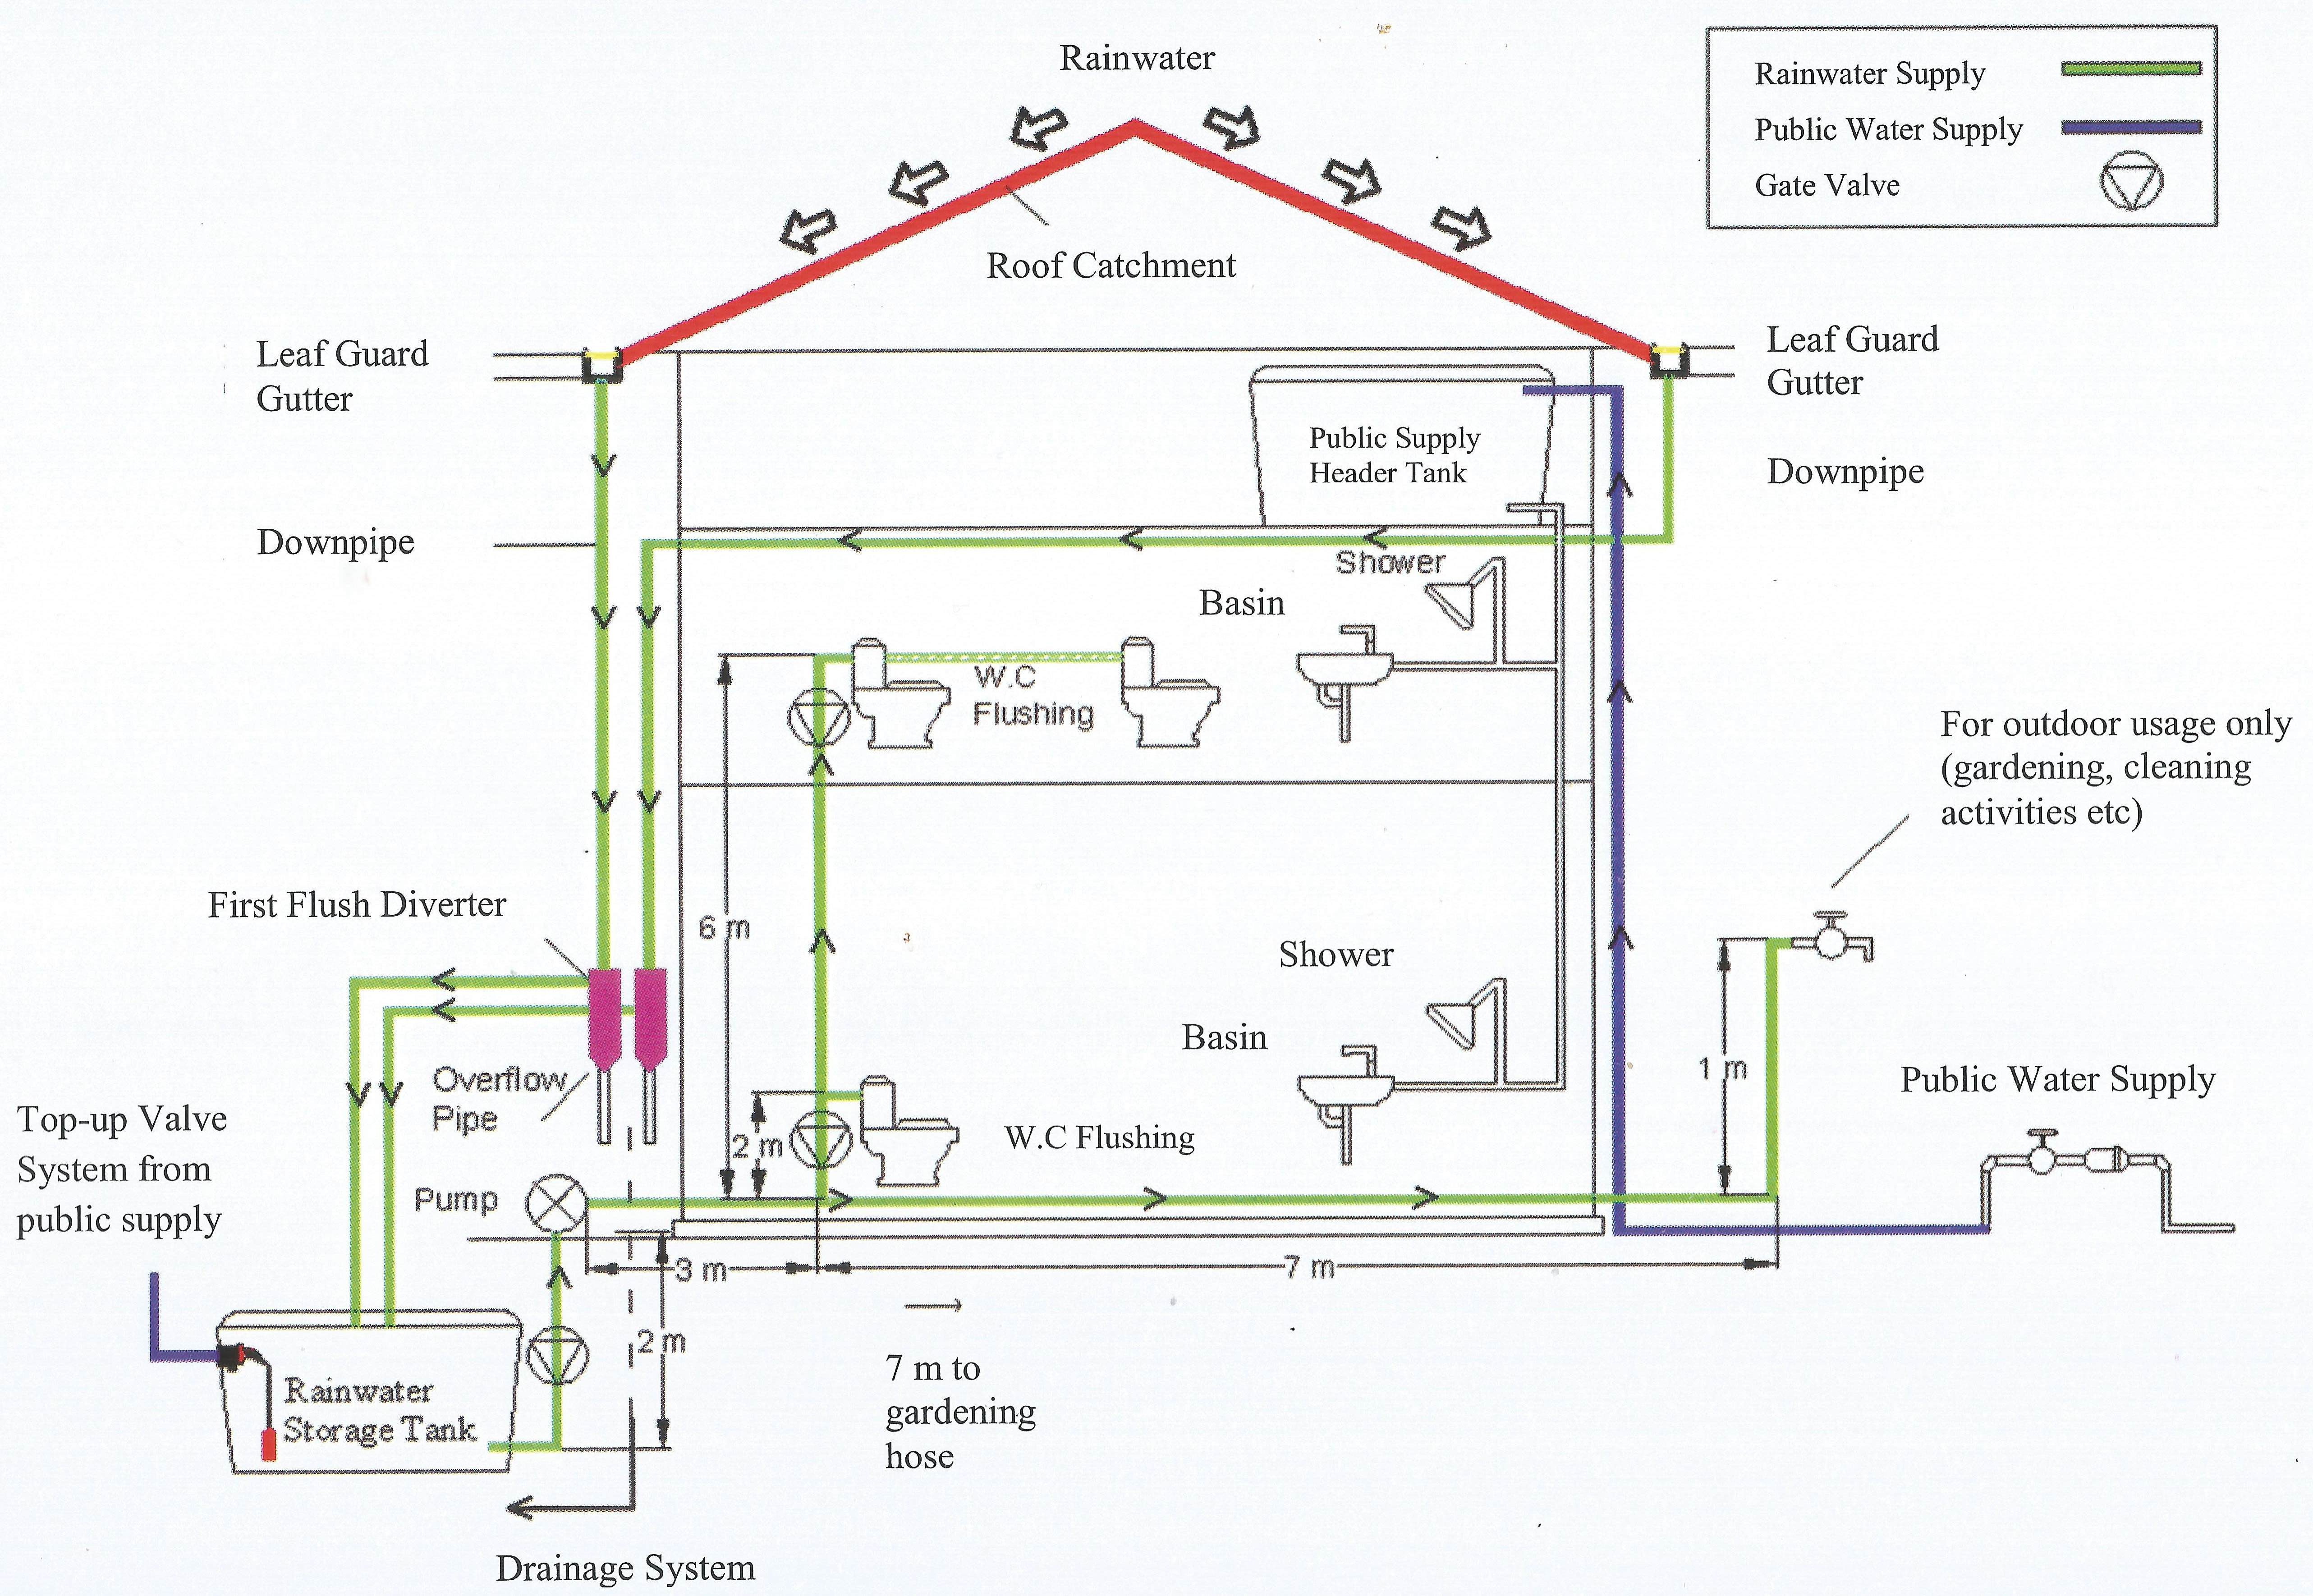 Rainwater
Rainwater Supply
Public Water Supply
Gate Valve
Roof Catchment
Leaf Guard
Gutter
Leaf Guard
Gutter
Public Supply
Header Tank
Downpipe
Downpipe
Shower
Basin
W.C
Flushing
For outdoor usage only
(gardening, cleaning
activities etc)
First Flush Diverter
6 m
Shower
Basin
1 m
Public Water Supply
Overflow
Pipe
Top-up Valve
System from
public supply
2 m
W.C Flushing
Pump
3 m
7 m
2 m
7 m to
gardening
hose
Rainwater
Storage Tank
Drainage System